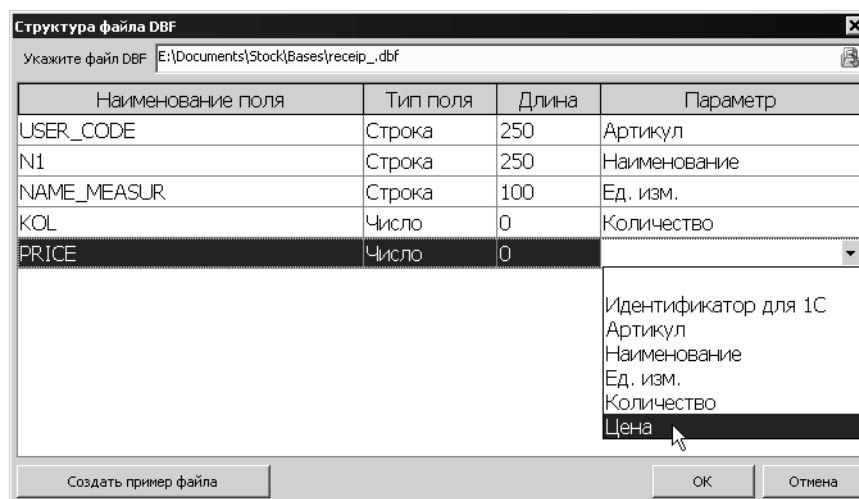 Структура файла DBF
Укажите файл DBF E:\Documents\Stock\Bases\receip_.dbf
Наименование поля Тип поля Длина Параметр
USER_CODE Строка 250 Артикул
N1 Строка 250 Наименование
NAME_MEASUR Строка 100 Ед. изм.
KOL Число 0 Количество
PRICE Число 0
Идентификатор для 1С
Артикул
Наименование
Ед. изм.
Количество
Цена
Создать пример файла ОК Отмена